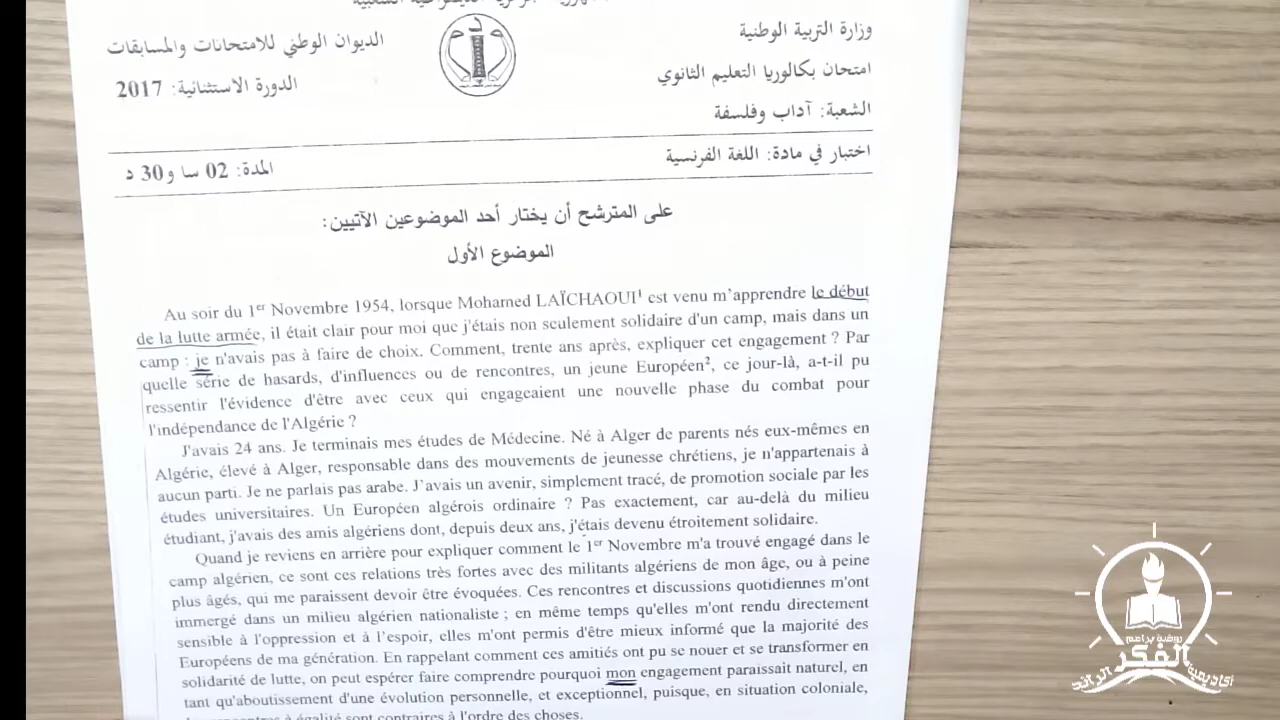 وزارة التربية الوطنية
الديوان الوطني للامتحانات والمسابقات
امتحان بكالوريا التعليم الثانوي
الدورة الاستثنائية: 2017
الشعبة: آداب وفلسفة
اختبار في مادة: اللغة الفرنسية
المدة: 02 سا و30 د
على المترشح أن يختار أحد الموضوعين الآتيين:
الموضوع الأول
Au soir du 1er Novembre 1954, lorsque Mohamed LAÏCHAOUI¹ est venu m'apprendre le début
de la lutte armée, il était clair pour moi que j'étais non seulement solidaire d'un camp, mais dans un
camp : je n'avais pas à faire de choix. Comment, trente ans après, expliquer cet engagement ? Par
quelle série de hasards, d'influences ou de rencontres, un jeune Européen², ce jour-là, a-t-il pu
ressentir l'évidence d'être avec ceux qui engageaient une nouvelle phase du combat pour
l'indépendance de l'Algérie ?
J'avais 24 ans. Je terminais mes études de Médecine. Né à Alger de parents nés eux-mêmes en
Algérie, élevé à Alger, responsable dans des mouvements de jeunesse chrétiens, je n'appartenais à
aucun parti. Je ne parlais pas arabe. J'avais un avenir, simplement tracé, de promotion sociale par les
études universitaires. Un Européen algérois ordinaire ? Pas exactement, car au-delà du milieu
étudiant, j'avais des amis algériens dont, depuis deux ans, j'étais devenu étroitement solidaire.
Quand je reviens en arrière pour expliquer comment le 1er Novembre m'a trouvé engagé dans le
camp algérien, ce sont ces relations très fortes avec des militants algériens de mon âge, ou à peine
plus âgés, qui me paraissent devoir être évoquées. Ces rencontres et discussions quotidiennes m'ont
immergé dans un milieu algérien nationaliste ; en même temps qu'elles m'ont rendu directement
sensible à l'oppression et à l'espoir, elles m'ont permis d'être mieux informé que la majorité des
Européens de ma génération. En rappelant comment ces amitiés ont pu se nouer et se transformer en
solidarité de lutte, on peut espérer faire comprendre pourquoi mon engagement paraissait naturel, en
tant qu'aboutissement d'une évolution personnelle, et exceptionnel, puisque, en situation coloniale,
à égalité sont contraires à l'ordre des choses.
روضة براعم
الفكر
أكاديمية الرائد